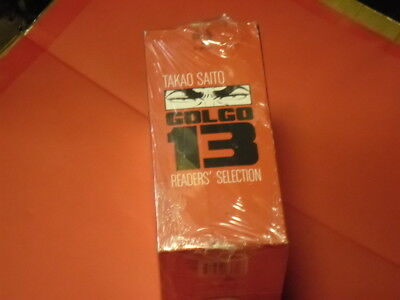 TAKAO SAITO
GOLGO
13
READERS' SELECTION